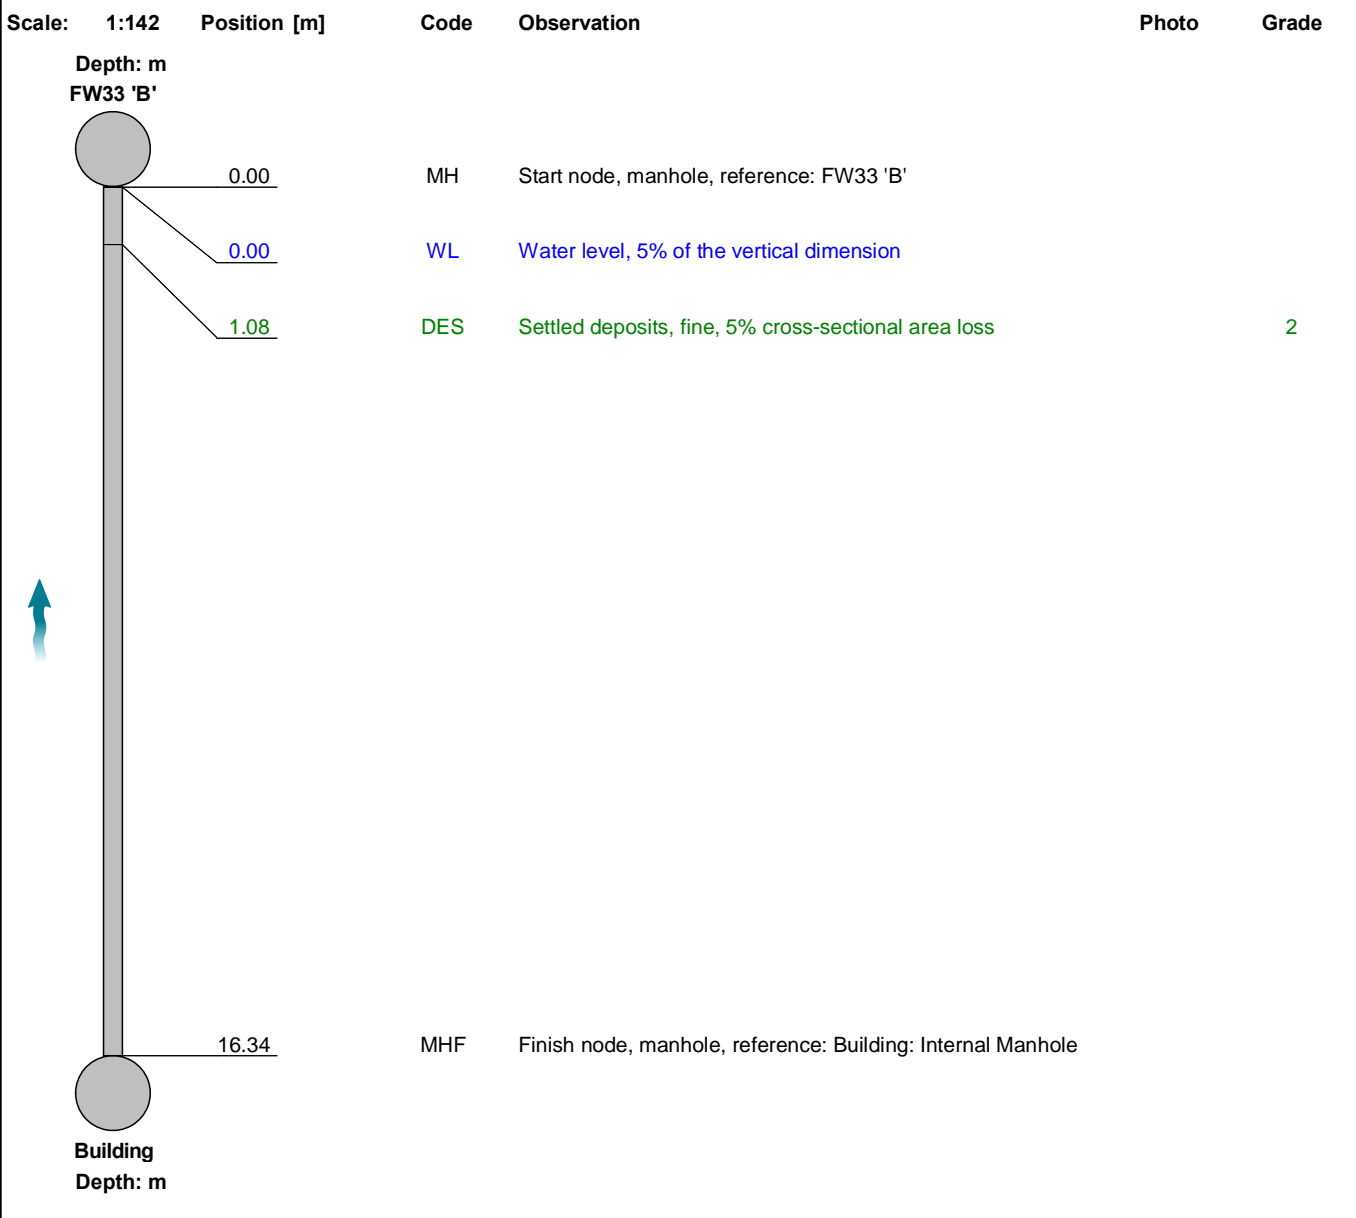 Scale: 1:142 Position [m] Code Observation Photo Grade
Depth: m
FW33 'B'
0.00 MH Start node, manhole, reference: FW33 'B'
0.00 WL Water level, 5% of the vertical dimension
1.08 DES Settled deposits, fine, 5% cross-sectional area loss 2
16.34 MHF Finish node, manhole, reference: Building: Internal Manhole
Building
Depth: m